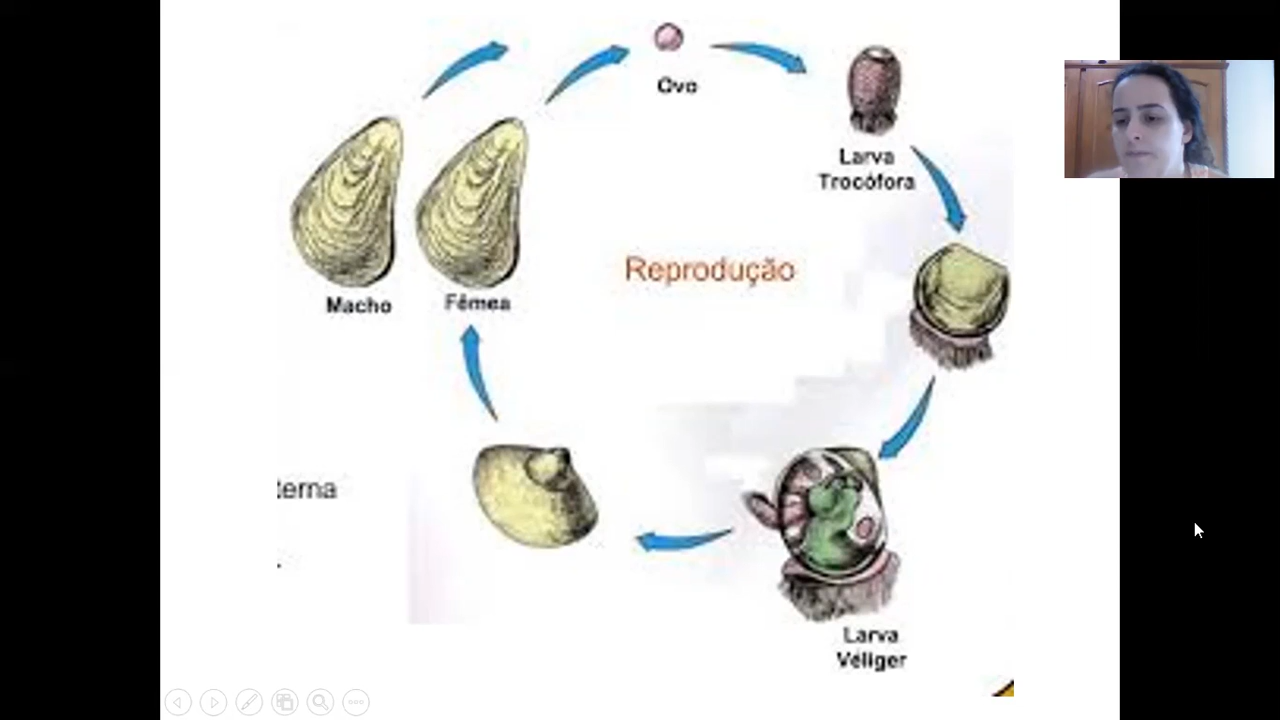 Ovo
Larva
Trocófora
Reprodução
Macho
Fêmea
terna
Larva
Véliger